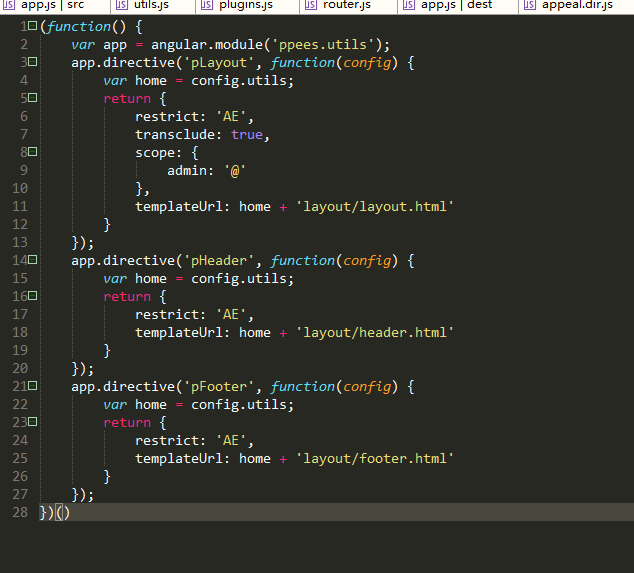 app.js | src utils.js plugins.js router.js app.js | dest appeal.dir.js
1 (function() {
2 var app = angular.module('ppees.utils');
3 app.directive('pLayout', function(config) {
4 var home = config.utils;
5 return {
6 restrict: 'AE',
7 transclude: true,
8 scope: {
9 admin: '@'
10 },
11 templateUrl: home + 'layout/layout.html'
12 }
13 });
14 app.directive('pHeader', function(config) {
15 var home = config.utils;
16 return {
17 restrict: 'AE',
18 templateUrl: home + 'layout/header.html'
19 }
20 });
21 app.directive('pFooter', function(config) {
22 var home = config.utils;
23 return {
24 restrict: 'AE',
25 templateUrl: home + 'layout/footer.html'
26 }
27 });
28 })()